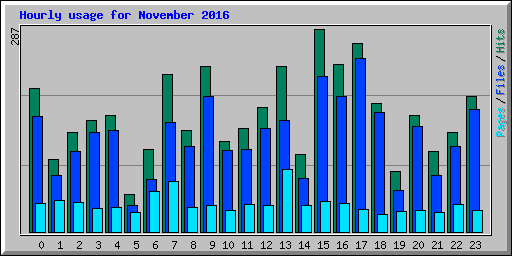 Hourly usage for November 2016
287
Pages/Files/Hits
0 1 2 3 4 5 6 7 8 9 10 11 12 13 14 15 16 17 18 19 20 21 22 23